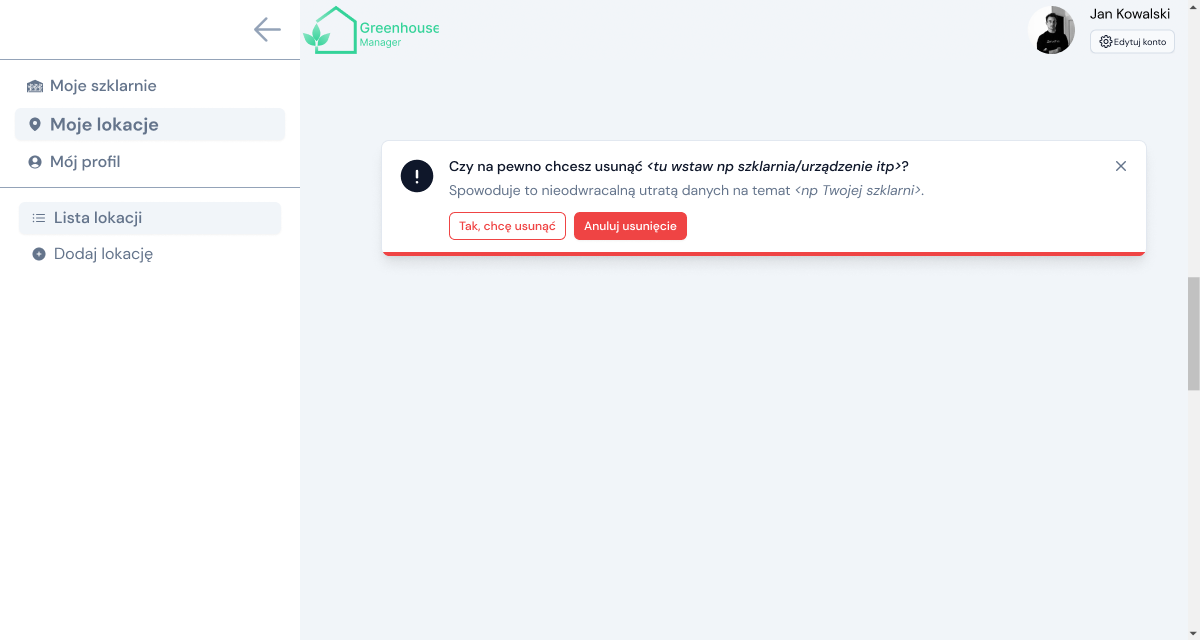 Greenhouse
Manager
Jan Kowalski
Edytuj konto
Moje szklarnie
Moje lokacje
Mój profil
Lista lokacji
Dodaj lokację
Czy na pewno chcesz usunąć <tu wstaw np szklarnia/urządzenie itp>?
Spowoduje to nieodwracalną utratą danych na temat <np Twojej szklarni>.
Tak, chcę usunąć
Anuluj usunięcie